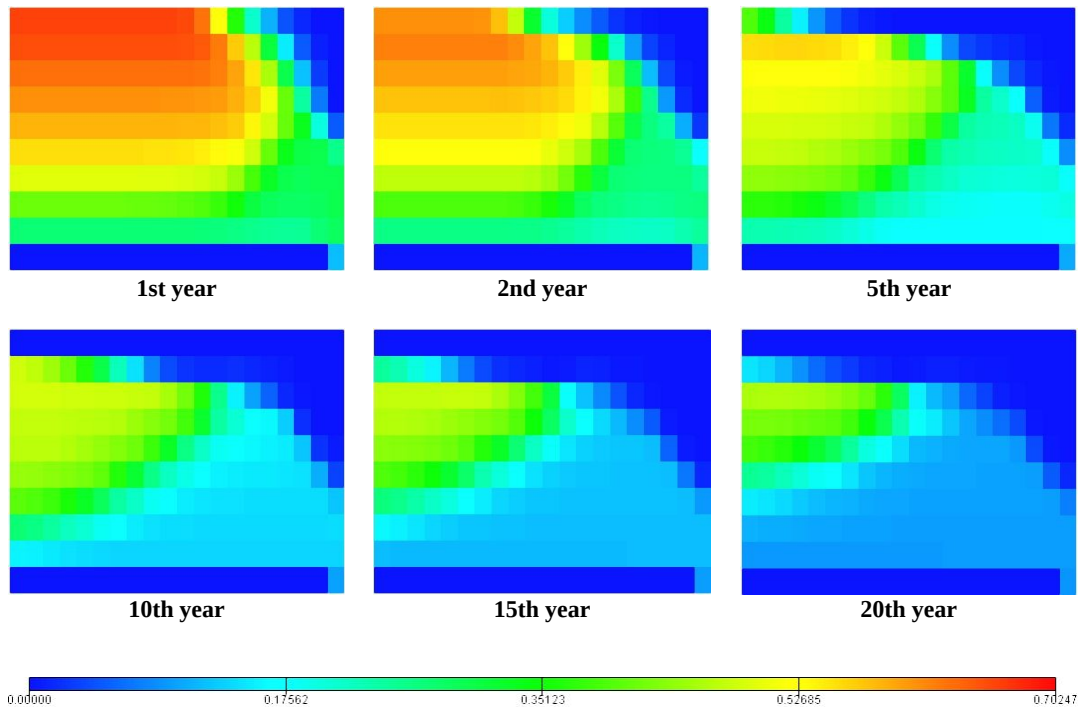 1st year
2nd year
5th year
10th year
15th year
20th year
0.00000
0.17562
0.35123
0.52685
0.70247